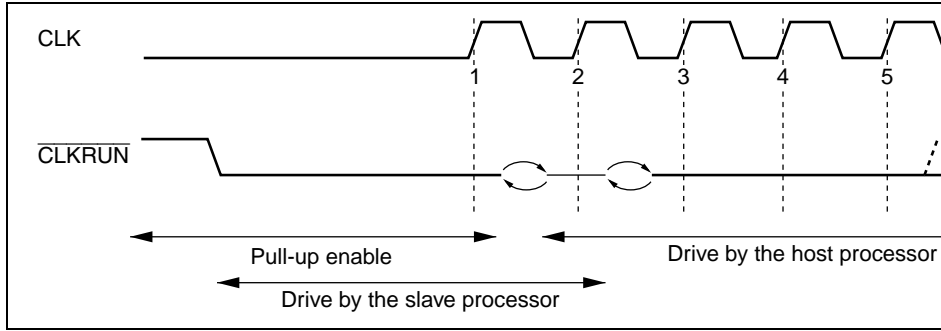 CLK
1 2 3 4 5
CLKRUN
Pull-up enable
Drive by the host processor
Drive by the slave processor